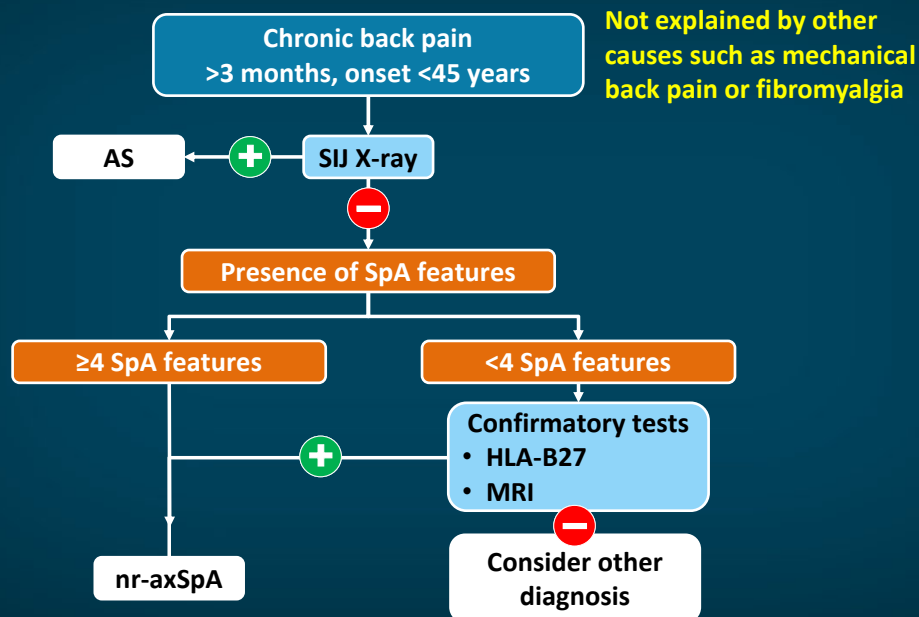 Chronic back pain
>3 months, onset <45 years
Not explained by other
causes such as mechanical
back pain or fibromyalgia
AS
SIJ X-ray
Presence of SpA features
≥4 SpA features
<4 SpA features
Confirmatory tests
• HLA-B27
• MRI
nr-axSpA
Consider other
diagnosis